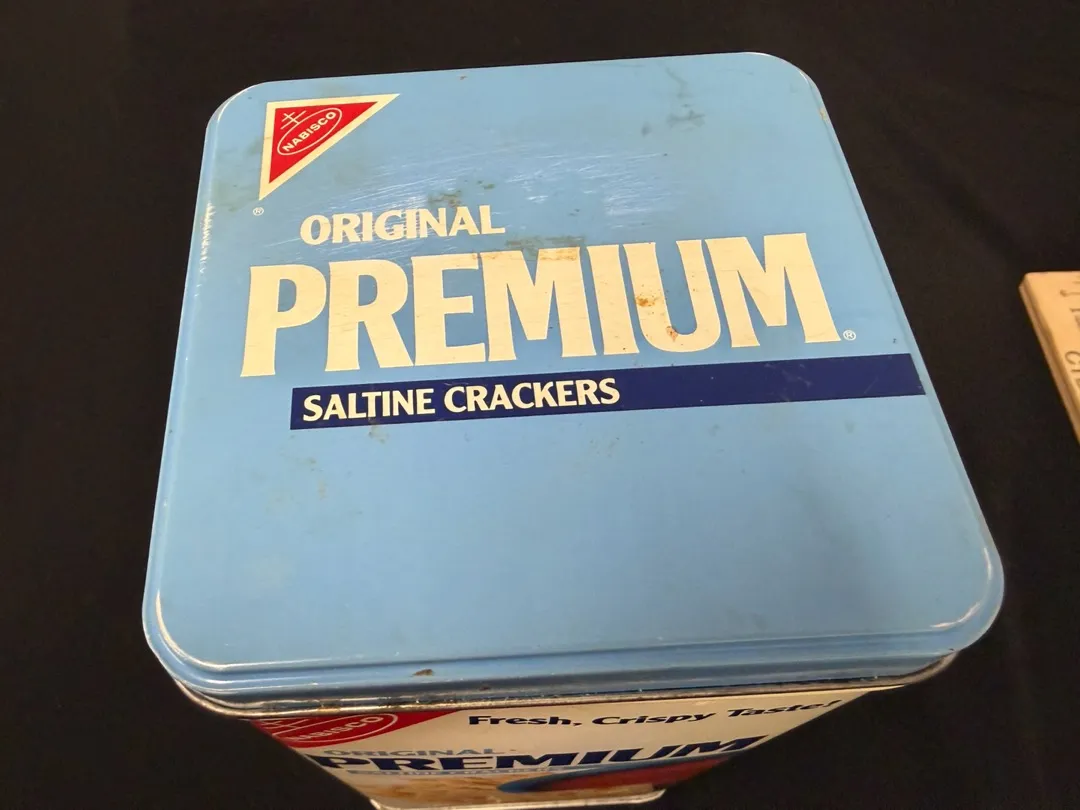 NABISCO
®
ORIGINAL
PREMIUM®
SALTINE CRACKERS
NABISCO
Fresh, Crispy Taste!
ORIGINAL
PREMIUM